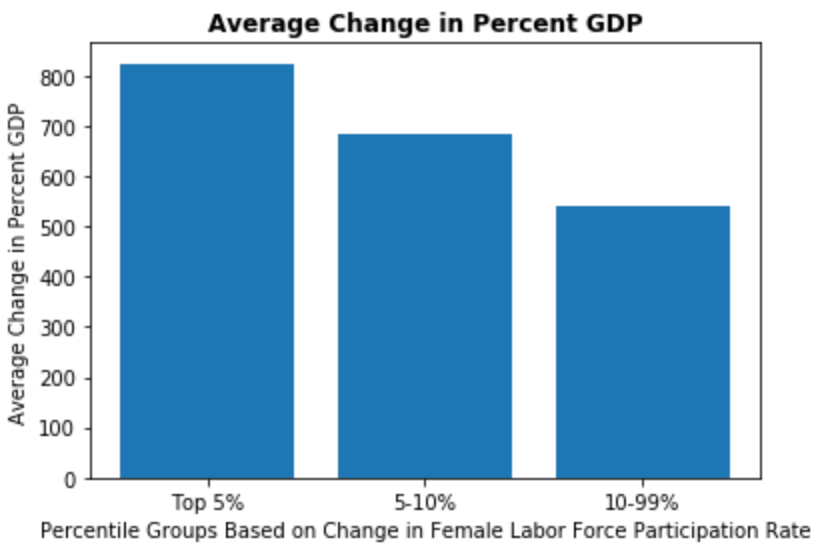 Average Change in Percent GDP
Average Change in Percent GDP
800
700
600
500
400
300
200
100
0
Top 5%
5-10%
10-99%
Percentile Groups Based on Change in Female Labor Force Participation Rate